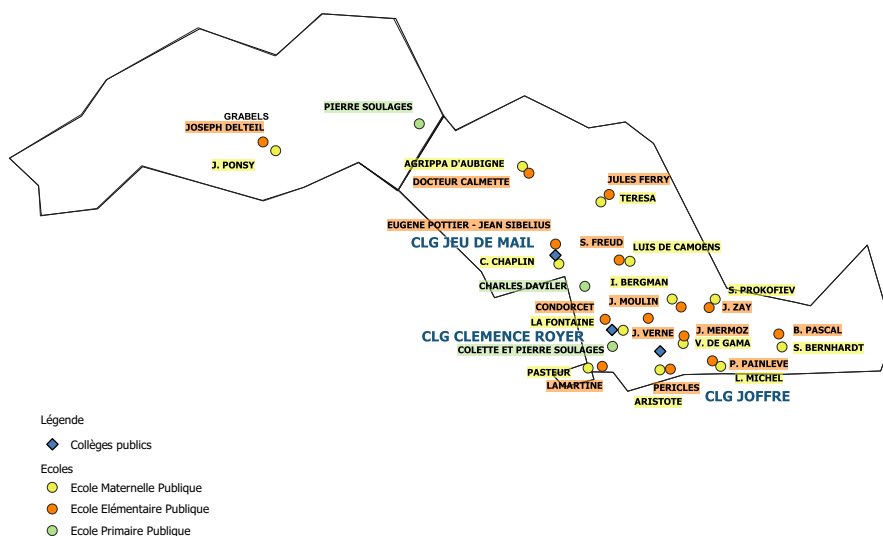 GRABELS
PIERRE SOULAGES
JOSEPH DELTEIL
J. PONSY
AGRIPPA D'AUBIGNE
DOCTEUR CALMETTE
JULES FERRY
TERESA
EUGENE POTTIER - JEAN SIBELIUS
CLG JEU DE MAIL
S. FREUD
LUIS DE CAMOENS
C. CHAPLIN
CHARLES DAVILER
I. BERGMAN
S. PROKOFIEV
CONDORCET
J. MOULIN
J. ZAY
LA FONTAINE
CLG CLEMENCE ROYER
J. VERNE
J. MERMOZ
B. PASCAL
COLETTE ET PIERRE SOULAGES
V. DE GAMA
S. BERNHARDT
PASTEUR
P. PAINLEVE
LAMARTINE
PERICLES
L. MICHEL
ARISTOTE
CLG JOFFRE
Légende
Collèges publics
Ecoles
Ecole Maternelle Publique
Ecole Elémentaire Publique
Ecole Primaire Publique